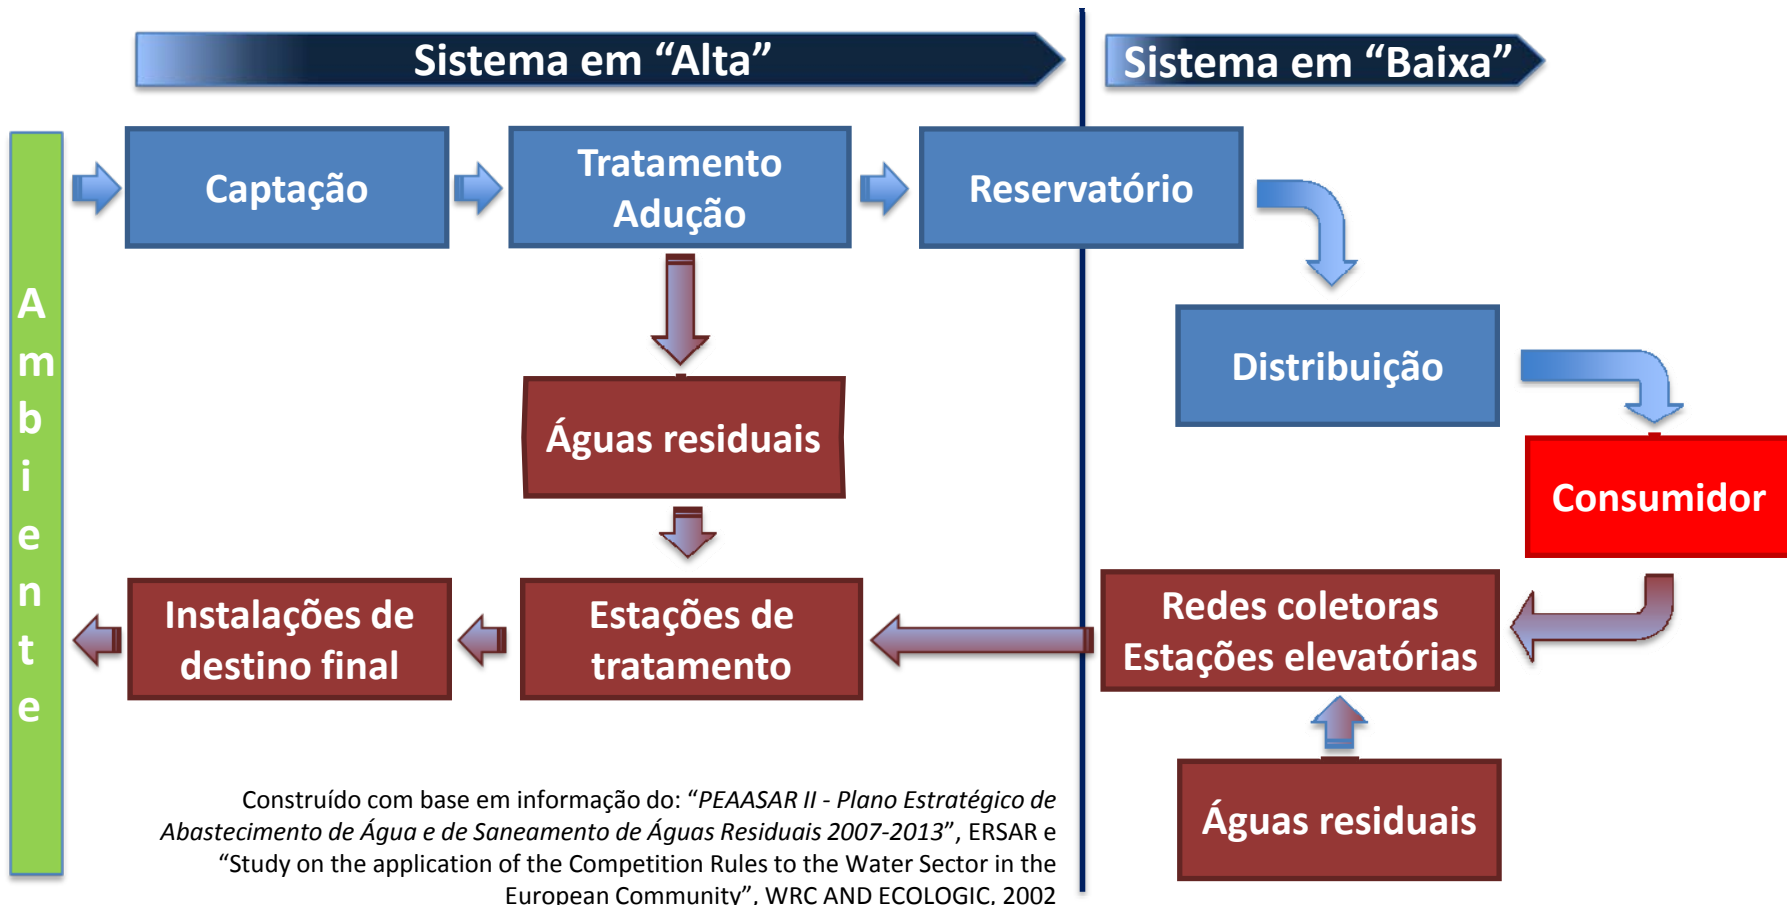 Sistema em “Alta”
Sistema em “Baixa”
Ambiente
Captação
Tratamento
Adução
Reservatório
Distribuição
Águas residuais
Consumidor
Instalações de
destino final
Estações de
tratamento
Redes coletoras
Estações elevatórias
Águas residuais
Construído com base em informação do: “PEAASAR II - Plano Estratégico de
Abastecimento de Água e de Saneamento de Águas Residuais 2007-2013”, ERSAR e
“Study on the application of the Competition Rules to the Water Sector in the
European Community”, WRC AND ECOLOGIC, 2002